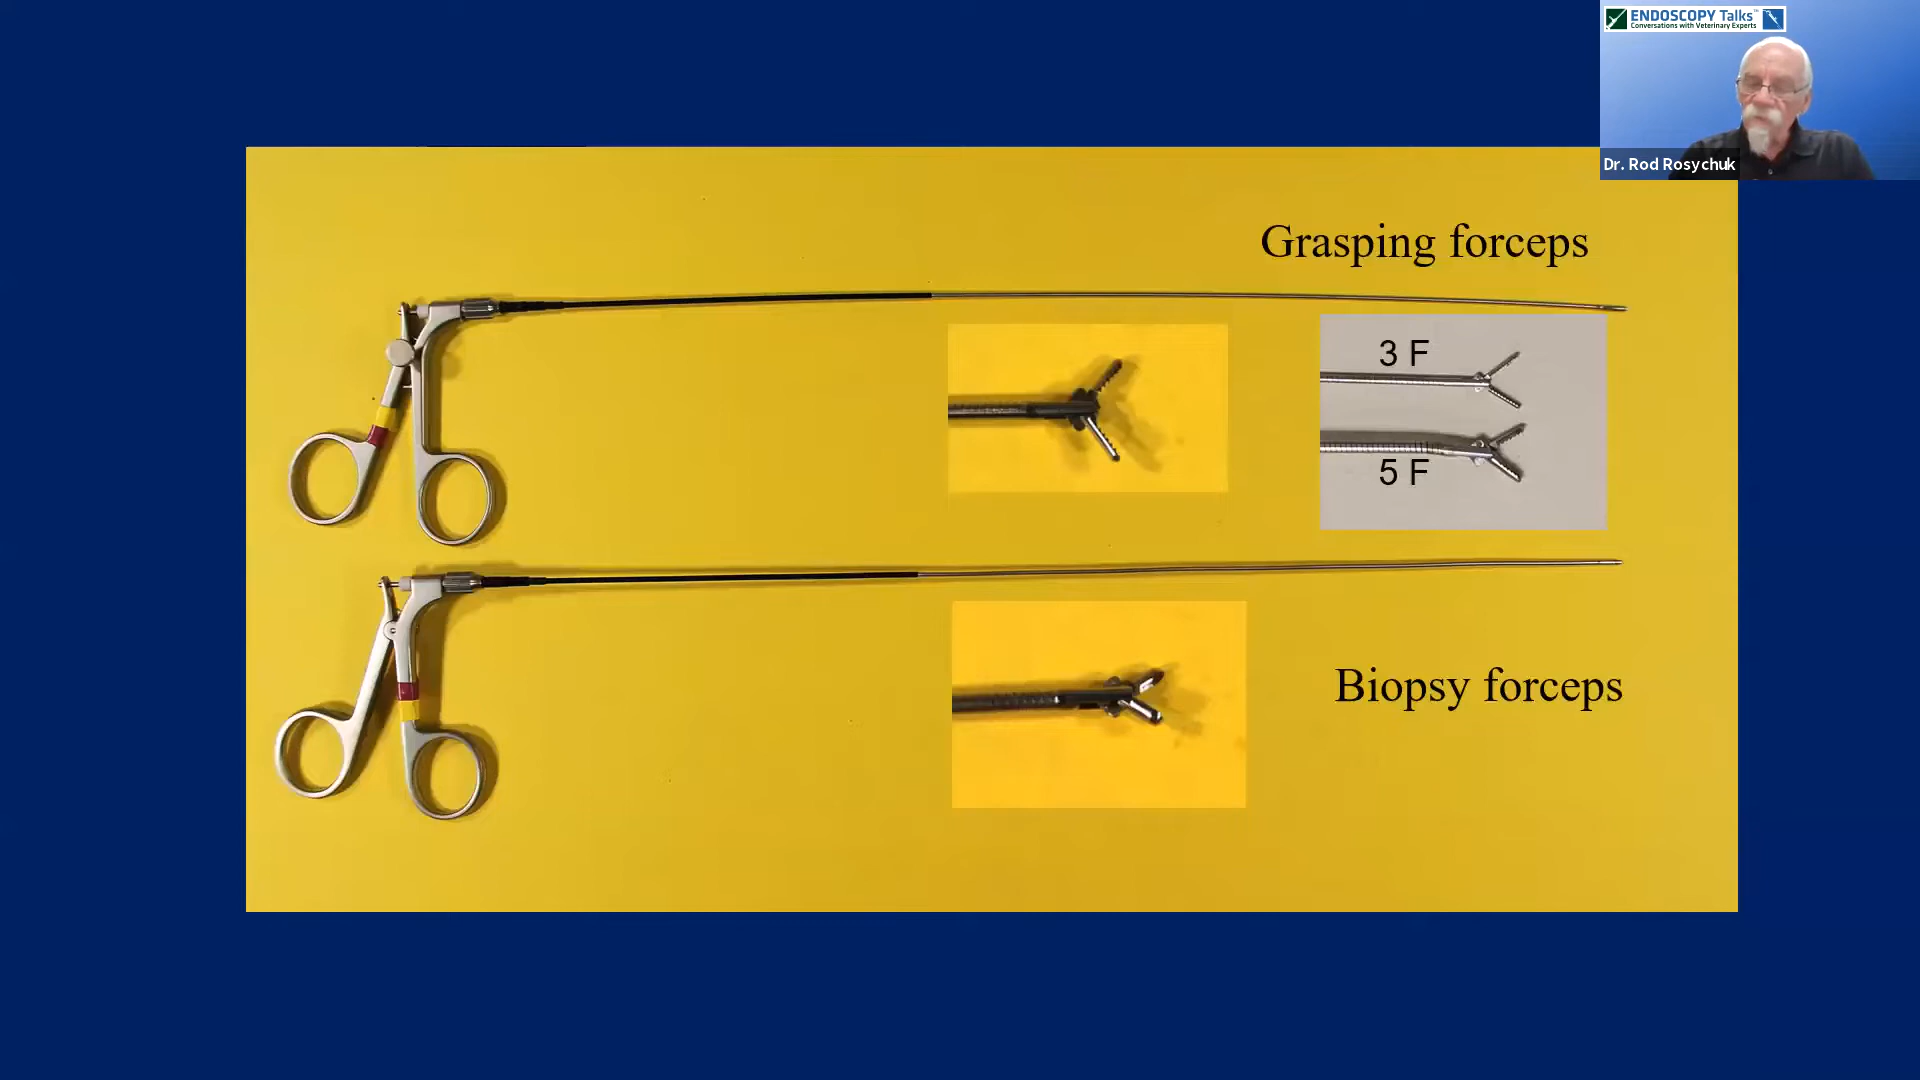 ENDOSCOPY Talks™
Conversations with Veterinary Experts
Dr. Rod Rosychuk
Grasping forceps
3 F
5 F
Biopsy forceps